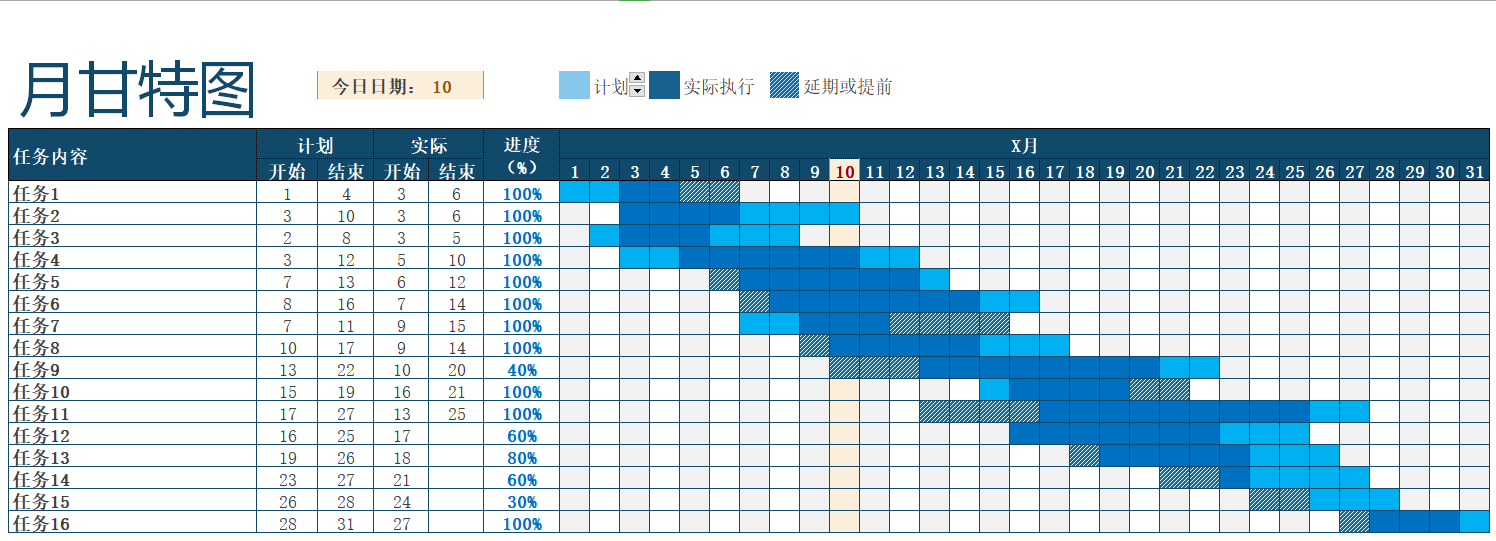 月甘特图
今日日期： 10
计划 实际执行 延期或提前
任务内容 计划 实际 进度（%） X月
开始 结束 开始 结束 1 2 3 4 5 6 7 8 9 10 11 12 13 14 15 16 17 18 19 20 21 22 23 24 25 26 27 28 29 30 31
任务1 1 4 3 6 100%
任务2 3 10 3 6 100%
任务3 2 8 3 5 100%
任务4 3 12 5 10 100%
任务5 7 13 6 12 100%
任务6 8 16 7 14 100%
任务7 7 11 9 15 100%
任务8 10 17 9 14 100%
任务9 13 22 10 20 40%
任务10 15 19 16 21 100%
任务11 17 27 13 25 100%
任务12 16 25 17 60%
任务13 19 26 18 80%
任务14 23 27 21 60%
任务15 26 28 24 30%
任务16 28 31 27 100%